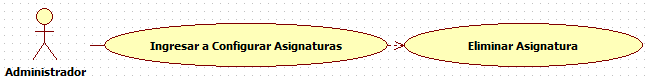 Ingresar a Configurar Asignaturas
Eliminar Asignatura
Administrador